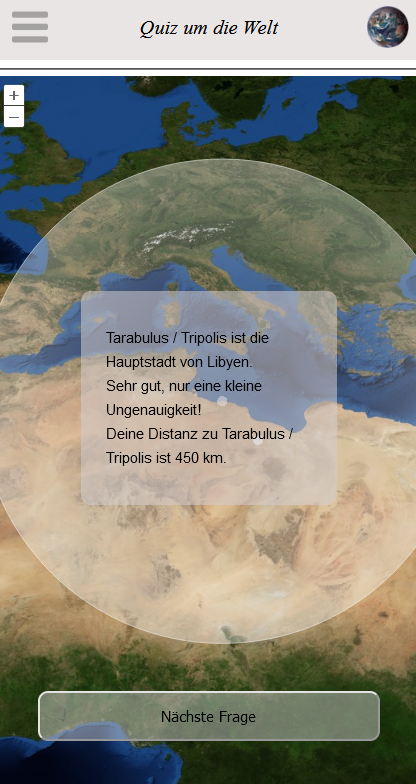 Quiz um die Welt
+
−
Tarabulus / Tripolis ist die
Hauptstadt von Libyen.
Sehr gut, nur eine kleine
Ungenauigkeit!
Deine Distanz zu Tarabulus /
Tripolis ist 450 km.
Nächste Frage